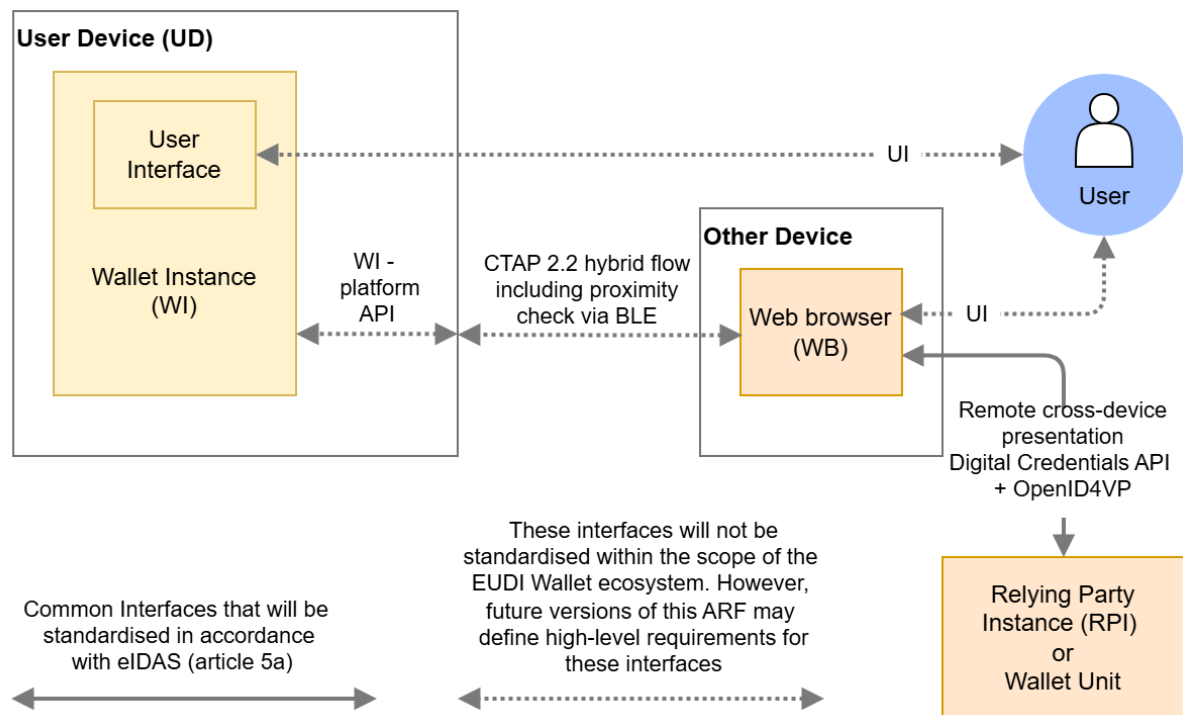 User Device (UD)
User
Interface
Wallet Instance
(WI)
WI -
platform
API
CTAP 2.2 hybrid flow
including proximity
check via BLE
UI
User
Other Device
Web browser
(WB)
UI
Remote cross-device
presentation
Digital Credentials API
+ OpenID4VP
Relying Party
Instance (RPI)
or
Wallet Unit
Common Interfaces that will be
standardised in accordance
with eIDAS (article 5a)
These interfaces will not be
standardised within the scope of the
EUDI Wallet ecosystem. However,
future versions of this ARF may
define high-level requirements for
these interfaces